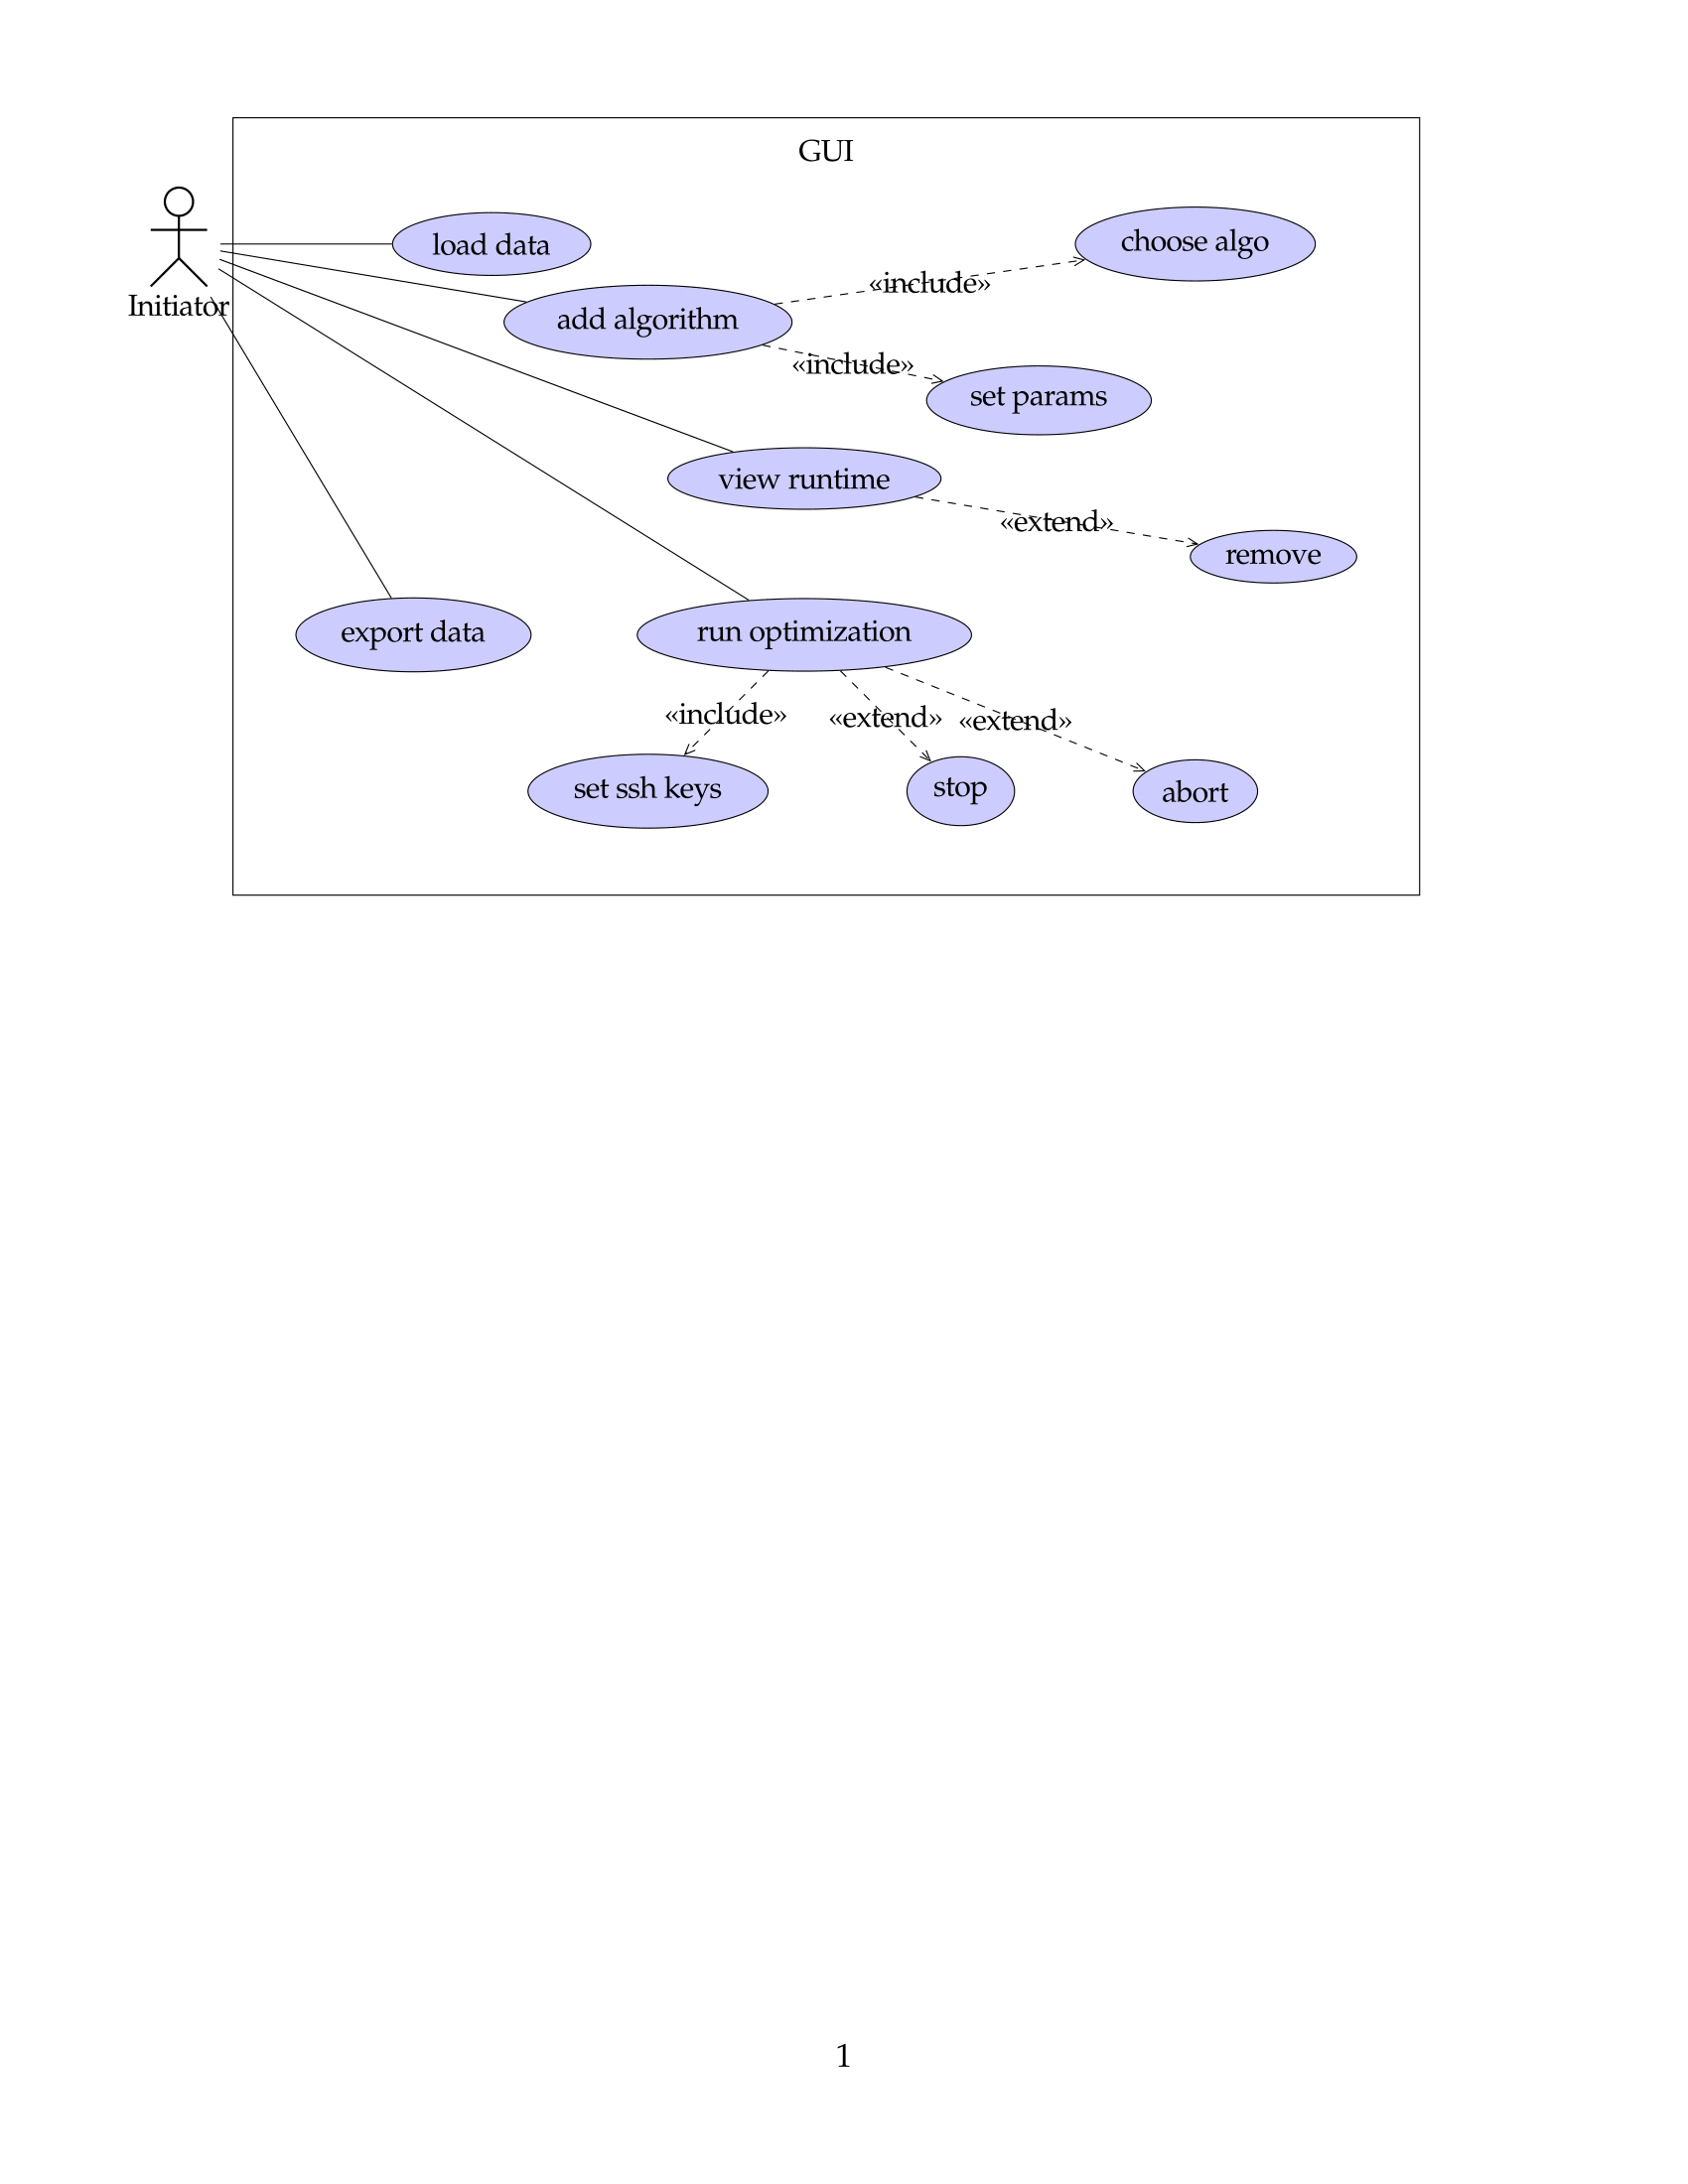 GUI
load data
choose algo
«include»
Initiator
add algorithm
«include»
set params
view runtime
«extend»
remove
export data
run optimization
«include»
«extend»
«extend»
set ssh keys
stop
abort
1